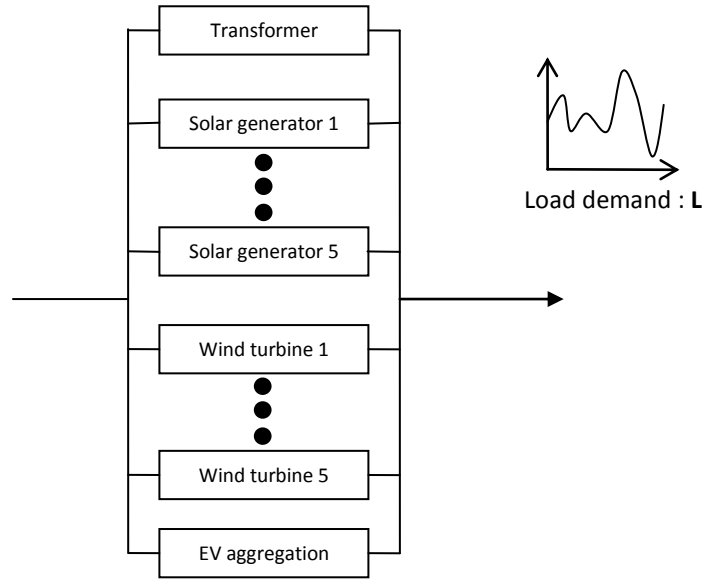 Transformer
Solar generator 1
Solar generator 5
Wind turbine 1
Wind turbine 5
EV aggregation
Load demand : L